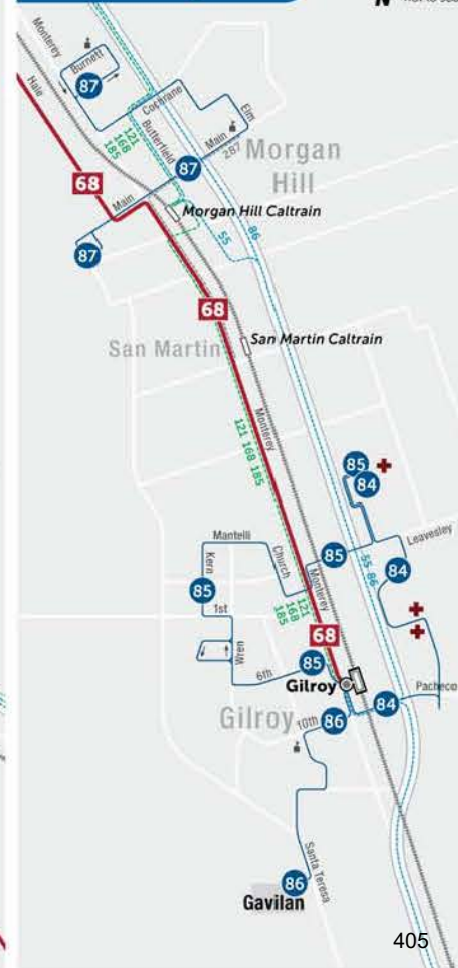 N
Monterey
Burnett
87
Hale
Cochrane
Elm
121
168
185
Butterfield
Main
287
Morgan
Hill
68
87
Main
Morgan Hill Caltrain
87
55
86
68
San Martin Caltrain
San Martin
Monterey
121 168 185
85
84
Leavesley
Mantelli
Kern
Church
85
Monterey
55 86
84
85
1st
121
168
185
68
Wren
85
6th
Gilroy
Pacheco
84
Gilroy
10th
86
Santa Teresa
86
Gavilan
405